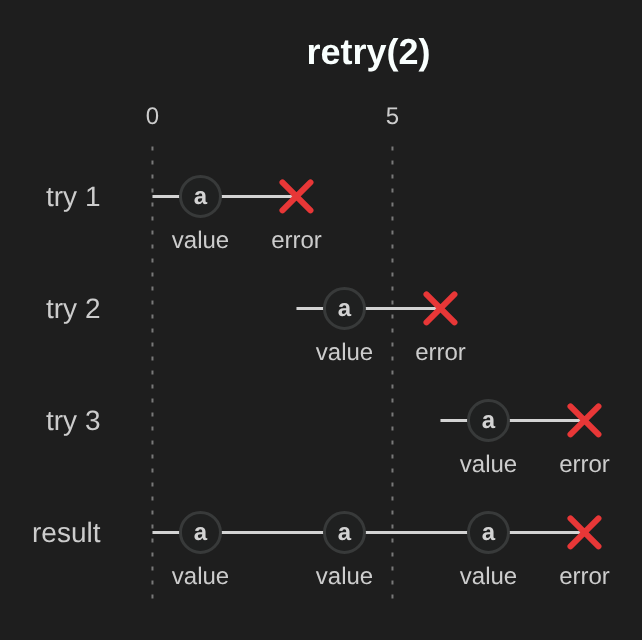 retry(2)
0 5
try 1
a
value error
try 2
a
value error
try 3
a
value error
result
a a a
value value value error